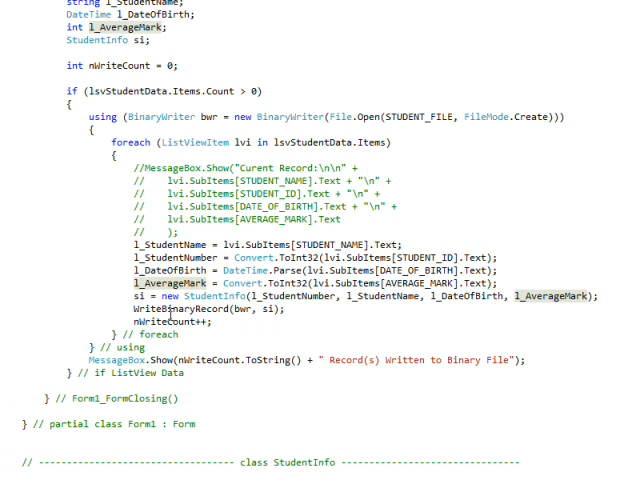 string l_StudentName;
DateTime l_DateOfBirth;
int l_AverageMark;
StudentInfo si;
int nWriteCount = 0;
if (lsvStudentData.Items.Count > 0)
{
using (BinaryWriter bwr = new BinaryWriter(File.Open(STUDENT_FILE, FileMode.Create)))
{
foreach (ListViewItem lvi in lsvStudentData.Items)
{
//MessageBox.Show("Curent Record:\n\n" +
// lvi.SubItems[STUDENT_NAME].Text + "\n" +
// lvi.SubItems[STUDENT_ID].Text + "\n" +
// lvi.SubItems[DATE_OF_BIRTH].Text + "\n" +
// lvi.SubItems[AVERAGE_MARK].Text
// );
l_StudentName = lvi.SubItems[STUDENT_NAME].Text;
l_StudentNumber = Convert.ToInt32(lvi.SubItems[STUDENT_ID].Text);
l_DateOfBirth = DateTime.Parse(lvi.SubItems[DATE_OF_BIRTH].Text);
l_AverageMark = Convert.ToInt32(lvi.SubItems[AVERAGE_MARK].Text);
si = new StudentInfo(l_StudentNumber, l_StudentName, l_DateOfBirth, l_AverageMark);
WriteBinaryRecord(bwr, si);
nWriteCount++;
} // foreach
} // using
MessageBox.Show(nWriteCount.ToString() + " Record(s) Written to Binary File");
} // if ListView Data
} // Form1_FormClosing()
} // partial class Form1 : Form
// ---------------------------------- class StudentInfo -------------------------------